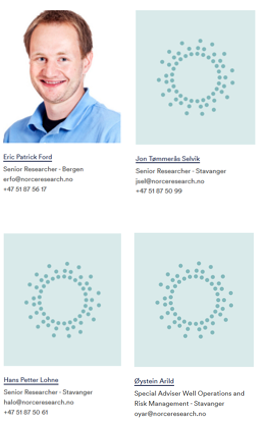 Eric Patrick Ford
Senior Researcher - Bergen
erfo@norceresearch.no
+47 51 87 56 17
Jon Tømmerås Selvik
Senior Researcher - Stavanger
jsel@norceresearch.no
+47 51 87 50 99
Hans Petter Lohne
Senior Researcher - Stavanger
halo@norceresearch.no
+47 51 87 50 61
Øystein Arild
Special Adviser Well Operations and
Risk Management - Stavanger
oyar@norceresearch.no